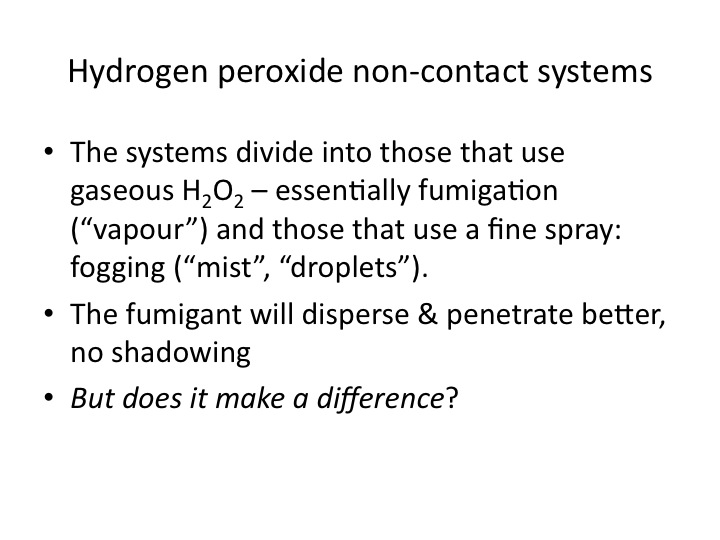 Hydrogen peroxide non-contact systems
• The systems divide into those that use
gaseous H₂O₂ – essentially fumigation
(“vapour”) and those that use a fine spray:
fogging (“mist”, “droplets”).
• The fumigant will disperse & penetrate better,
no shadowing
• But does it make a difference?